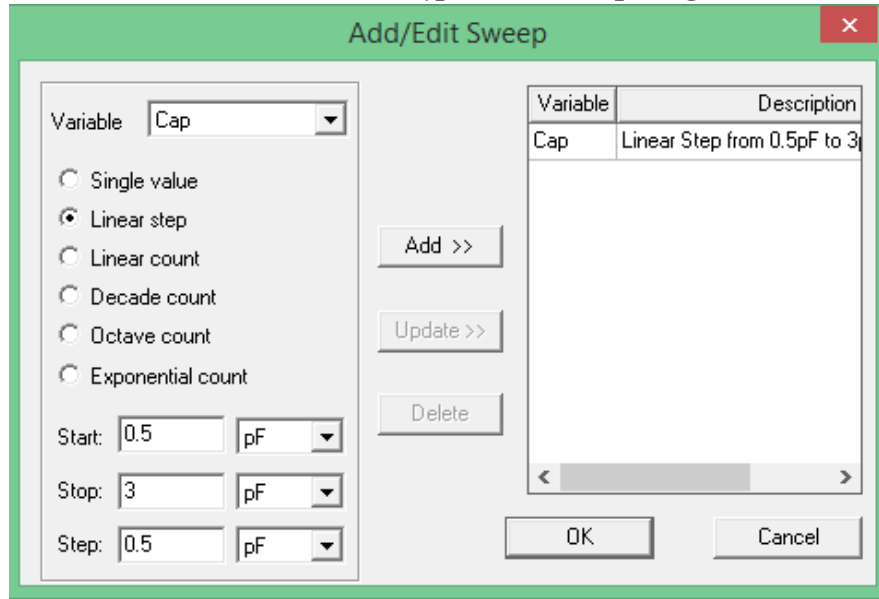 Add/Edit Sweep
Variable Cap
Single value
Linear step
Linear count
Decade count
Octave count
Exponential count
Start: 0.5 pF
Stop: 3 pF
Step: 0.5 pF
Add >>
Update >>
Delete
Variable Description
Cap Linear Step from 0.5pF to 3
OK Cancel